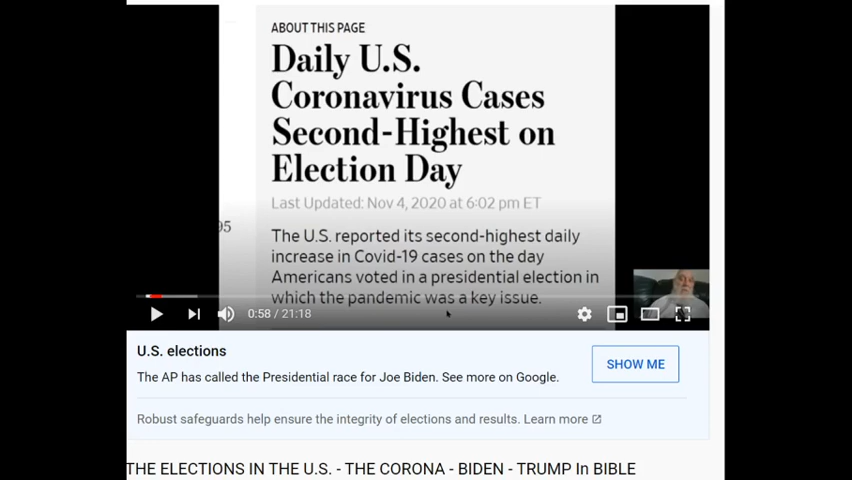 ABOUT THIS PAGE
Daily U.S.
Coronavirus Cases
Second-Highest on
Election Day
Last Updated: Nov 4, 2020 at 6:02 pm ET
95
The U.S. reported its second-highest daily
increase in Covid-19 cases on the day
Americans voted in a presidential election in
which the pandemic was a key issue.
0:58 / 21:18
U.S. elections
The AP has called the Presidential race for Joe Biden. See more on Google.
SHOW ME
Robust safeguards help ensure the integrity of elections and results. Learn more
THE ELECTIONS IN THE U.S. - THE CORONA - BIDEN - TRUMP In BIBLE